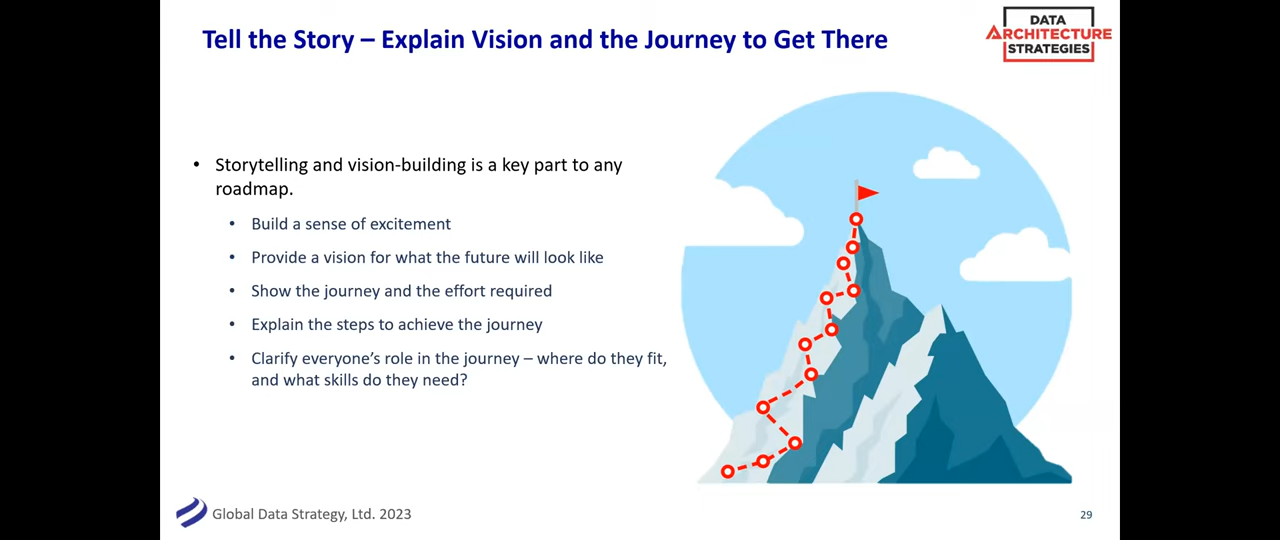 Tell the Story – Explain Vision and the Journey to Get There
DATA
ARCHITECTURE
STRATEGIES
• Storytelling and vision-building is a key part to any
roadmap.
• Build a sense of excitement
• Provide a vision for what the future will look like
• Show the journey and the effort required
• Explain the steps to achieve the journey
• Clarify everyone’s role in the journey – where do they fit,
and what skills do they need?
Global Data Strategy, Ltd. 2023
29